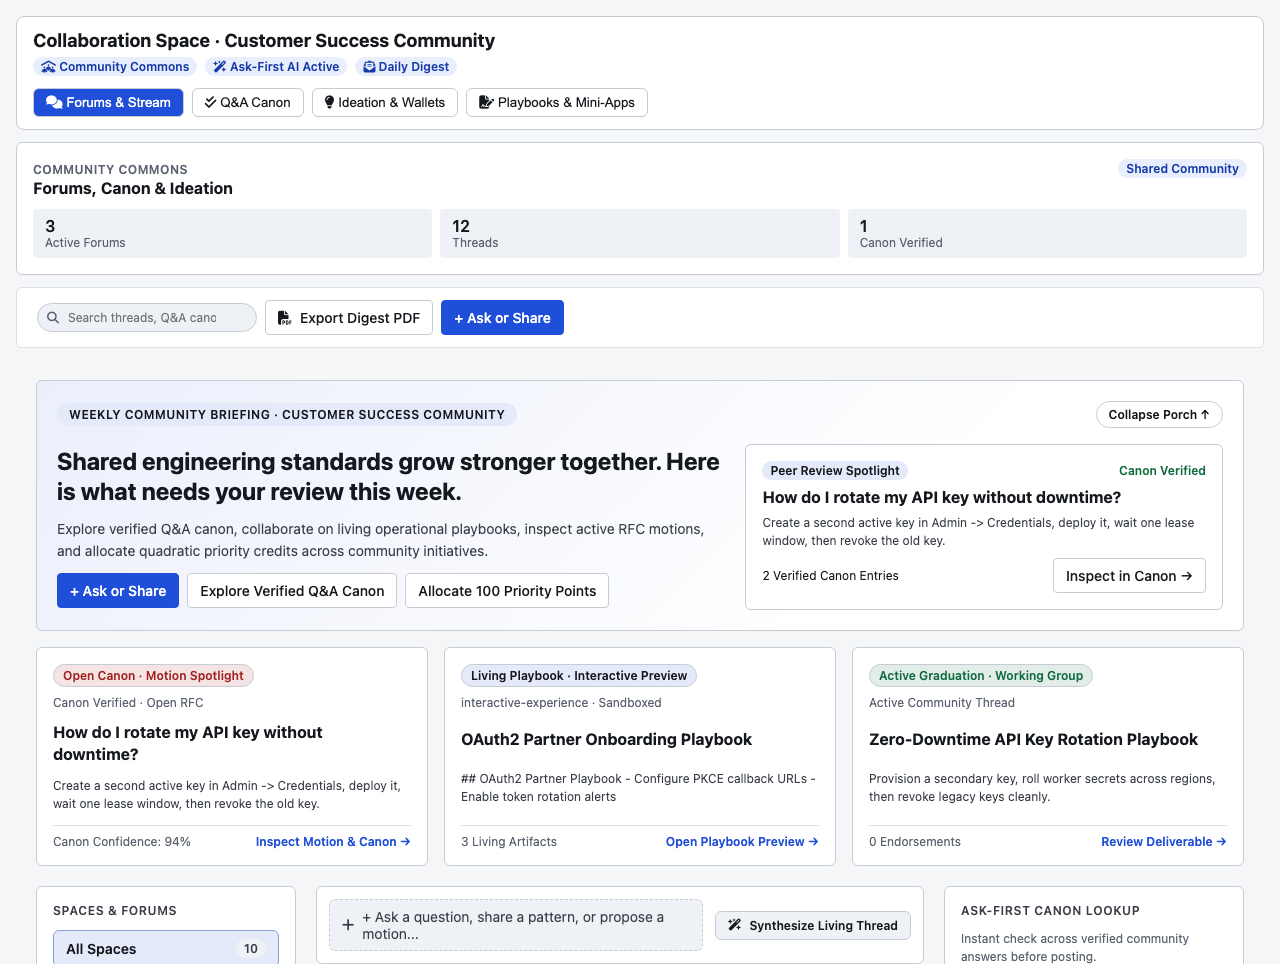 Collaboration Space · Customer Success Community
Community Commons
Ask-First AI Active
Daily Digest
Forums & Stream
Q&A Canon
Ideation & Wallets
Playbooks & Mini-Apps
COMMUNITY COMMONS
Shared Community
Forums, Canon & Ideation
3
Active Forums
12
Threads
1
Canon Verified
Search threads, Q&A cano
Export Digest PDF
+ Ask or Share
WEEKLY COMMUNITY BRIEFING · CUSTOMER SUCCESS COMMUNITY
Collapse Porch ↑
Shared engineering standards grow stronger together. Here
is what needs your review this week.
Explore verified Q&A canon, collaborate on living operational playbooks, inspect active RFC motions,
and allocate quadratic priority credits across community initiatives.
+ Ask or Share
Explore Verified Q&A Canon
Allocate 100 Priority Points
Peer Review Spotlight
Canon Verified
How do I rotate my API key without downtime?
Create a second active key in Admin -> Credentials, deploy it, wait one lease
window, then revoke the old key.
2 Verified Canon Entries
Inspect in Canon →
Open Canon · Motion Spotlight
Canon Verified · Open RFC
How do I rotate my API key without
downtime?
Create a second active key in Admin -> Credentials, deploy it,
wait one lease window, then revoke the old key.
Canon Confidence: 94%
Inspect Motion & Canon →
Living Playbook · Interactive Preview
interactive-experience · Sandboxed
OAuth2 Partner Onboarding Playbook
## OAuth2 Partner Playbook - Configure PKCE callback URLs -
Enable token rotation alerts
3 Living Artifacts
Open Playbook Preview →
Active Graduation · Working Group
Active Community Thread
Zero-Downtime API Key Rotation Playbook
Provision a secondary key, roll worker secrets across regions,
then revoke legacy keys cleanly.
0 Endorsements
Review Deliverable →
SPACES & FORUMS
All Spaces
10
+ Ask a question, share a pattern, or propose a
motion...
Synthesize Living Thread
ASK-FIRST CANON LOOKUP
Instant check across verified community
answers before posting.